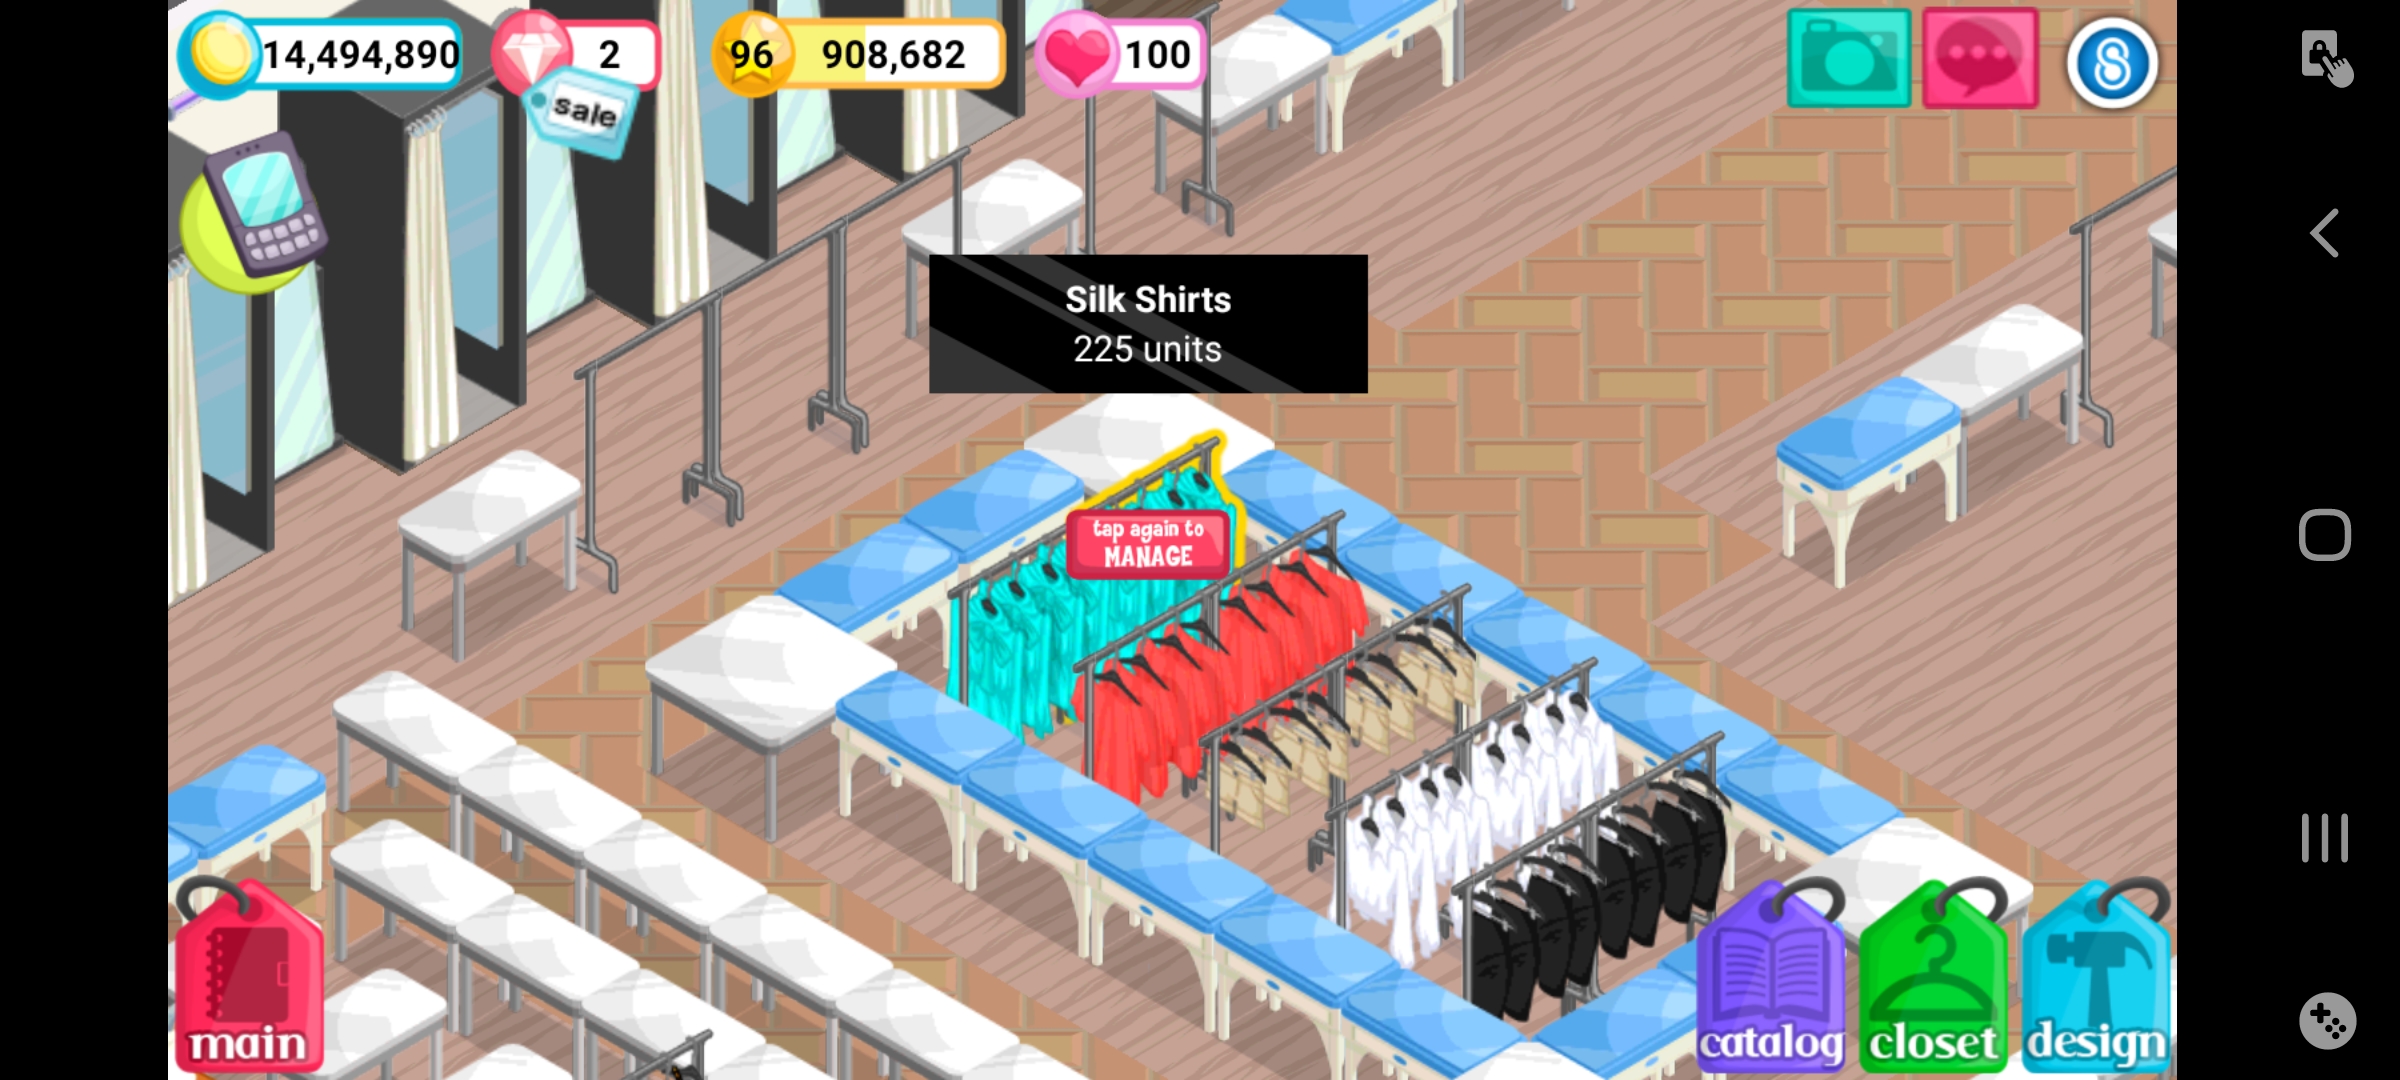 14,494,890
2
96
908,682
100
sale
Silk Shirts
225 units
tap again to
MANAGE
main
catalog
closet
design